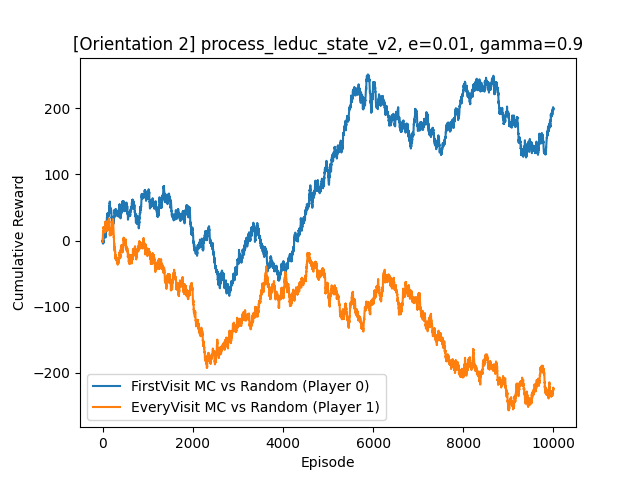 [Orientation 2] process_leduc_state_v2, e=0.01, gamma=0.9
Cumulative Reward
200
100
0
−100
−200
FirstVisit MC vs Random (Player 0)
EveryVisit MC vs Random (Player 1)
0
2000
4000
6000
8000
10000
Episode